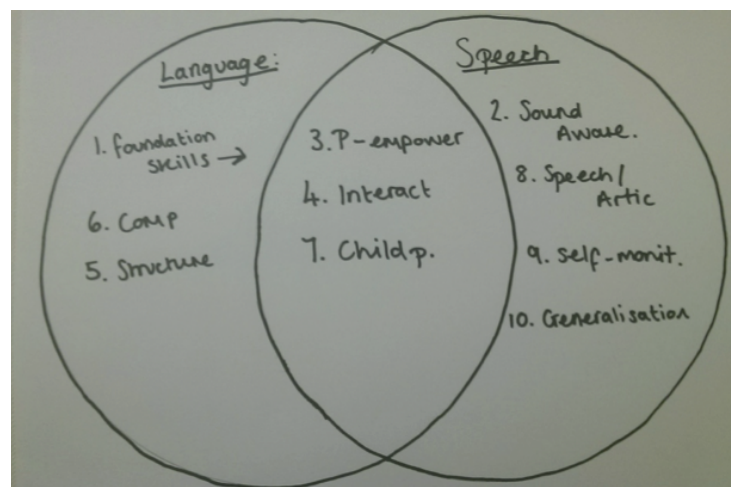 Language:
1. foundation
skills →
6. Comp
5. Structure
3. P-empower
4. Interact
7. Child p.
Speech
2. Sound
Aware.
8. Speech/
Artic
9. Self-monit.
10. Generalisation